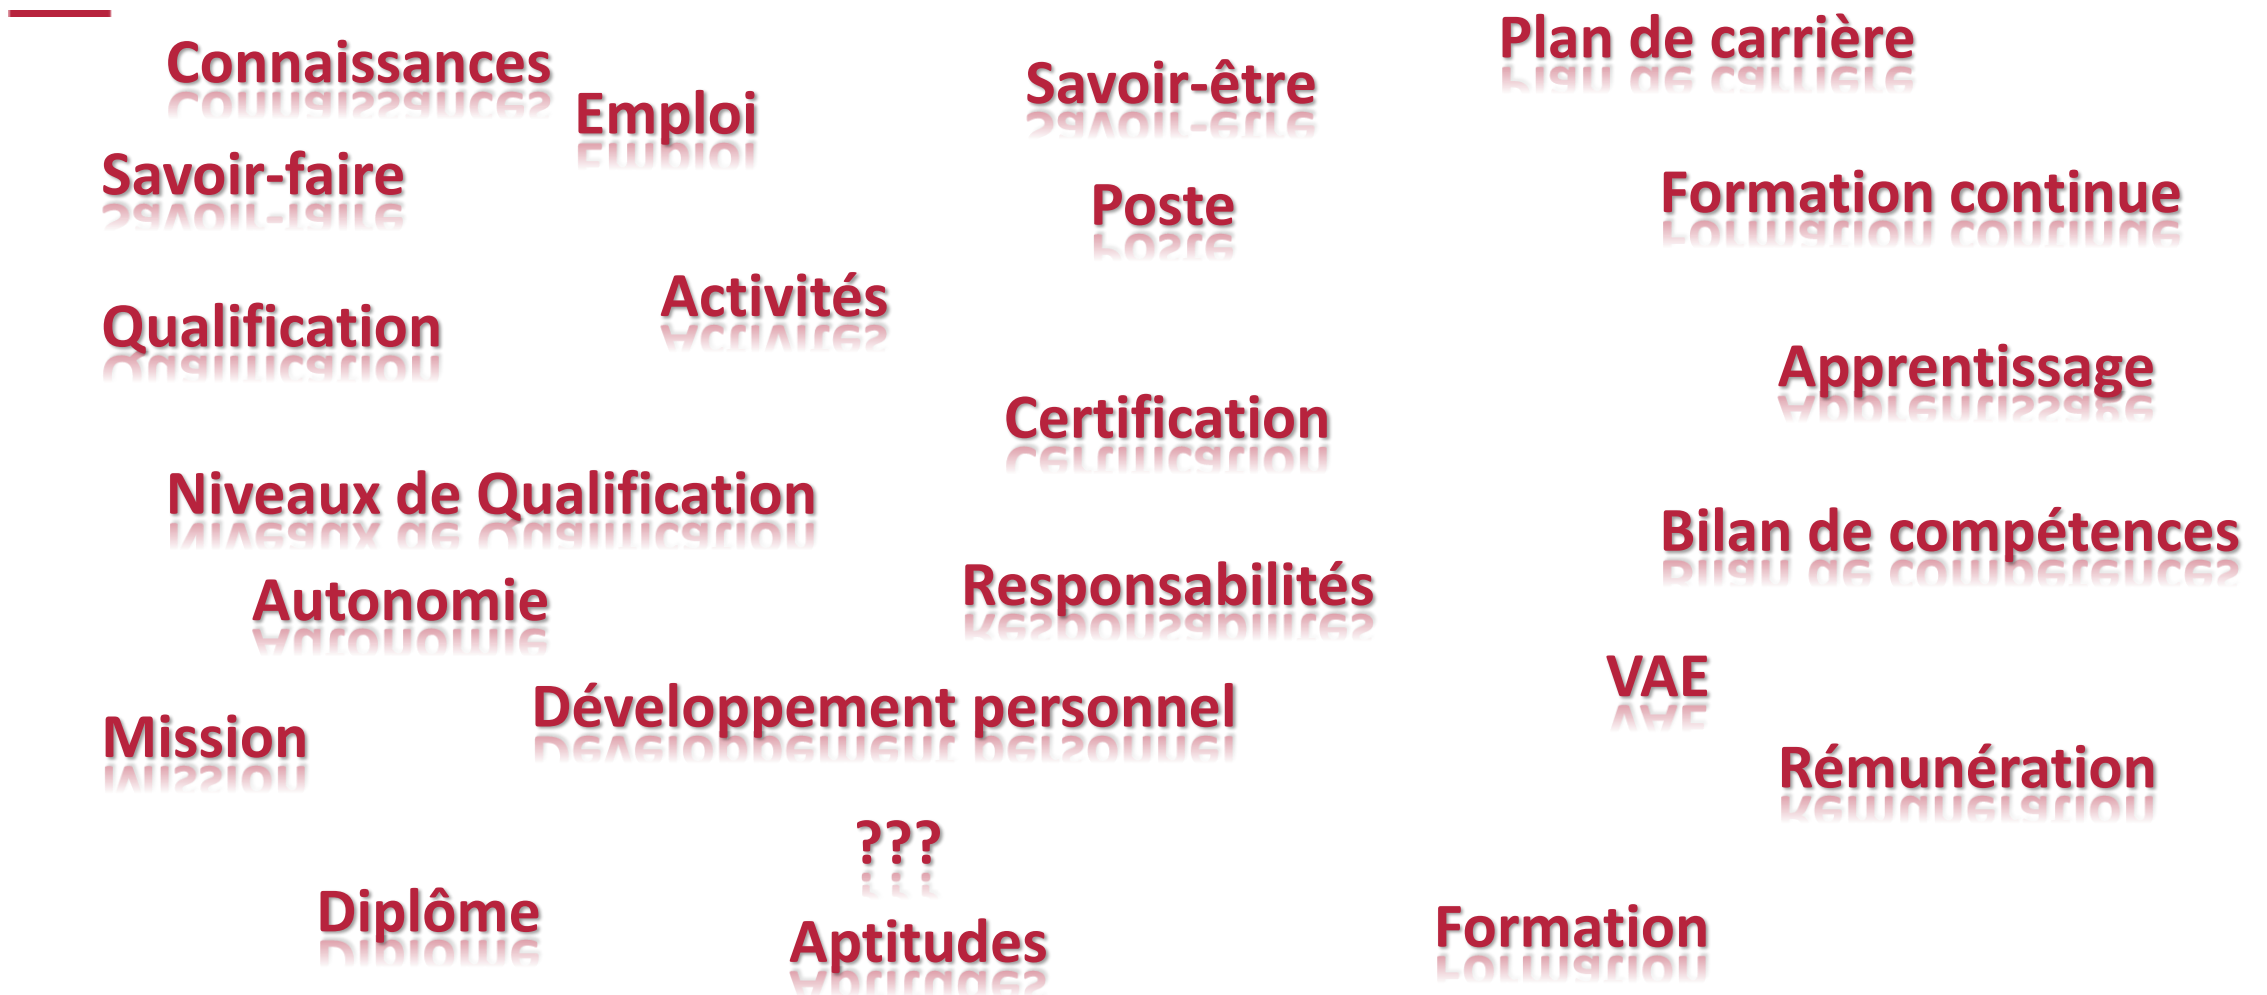 Plan de carrière
Connaissances
Savoir-être
Emploi
Savoir-faire
Formation continue
Poste
Activités
Qualification
Apprentissage
Certification
Niveaux de Qualification
Bilan de compétences
Responsabilités
Autonomie
VAE
Développement personnel
Mission
Rémunération
???
Diplôme
Formation
Aptitudes